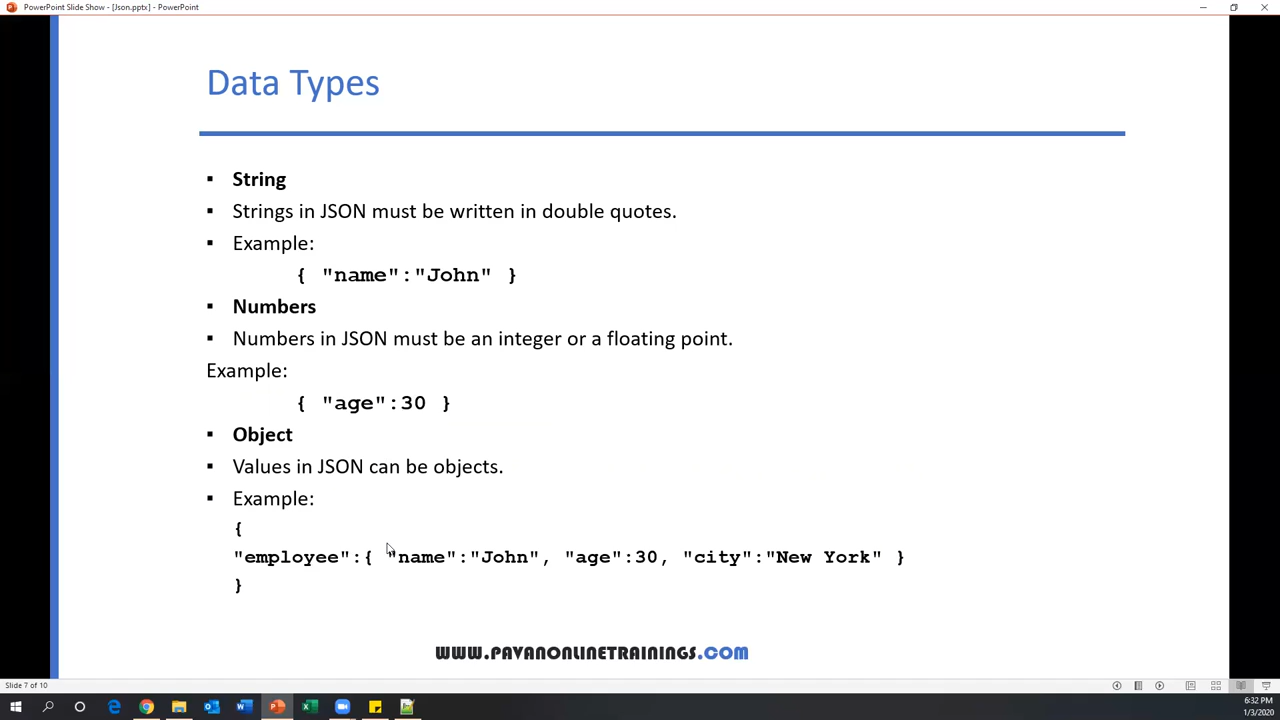 PowerPoint Slide Show - [Json.pptx] - PowerPoint
Data Types
▪ String
▪ Strings in JSON must be written in double quotes.
▪ Example:
{ "name":"John" }
▪ Numbers
▪ Numbers in JSON must be an integer or a floating point.
Example:
{ "age":30 }
▪ Object
▪ Values in JSON can be objects.
▪ Example:
{
"employee":{ "name":"John", "age":30, "city":"New York" }
}
WWW.PAVANONLINETRAININGS.COM
Slide 7 of 10
6:32 PM
1/3/2020